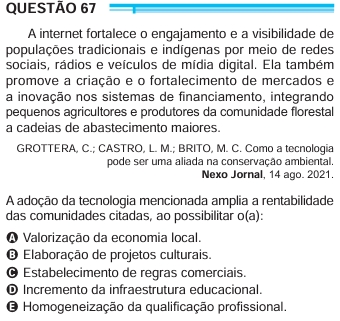 QUESTÃO 67
A internet fortalece o engajamento e a visibilidade de
populações tradicionais e indígenas por meio de redes
sociais, rádios e veículos de mídia digital. Ela também
promove a criação e o fortalecimento de mercados e
a inovação nos sistemas de financiamento, integrando
pequenos agricultores e produtores da comunidade florestal
a cadeias de abastecimento maiores.
GROTTERA, C.; CASTRO, L. M.; BRITO, M. C. Como a tecnologia
pode ser uma aliada na conservação ambiental.
Nexo Jornal, 14 ago. 2021.
A adoção da tecnologia mencionada amplia a rentabilidade
das comunidades citadas, ao possibilitar o(a):
A Valorização da economia local.
B Elaboração de projetos culturais.
C Estabelecimento de regras comerciais.
D Incremento da infraestrutura educacional.
E Homogeneização da qualificação profissional.